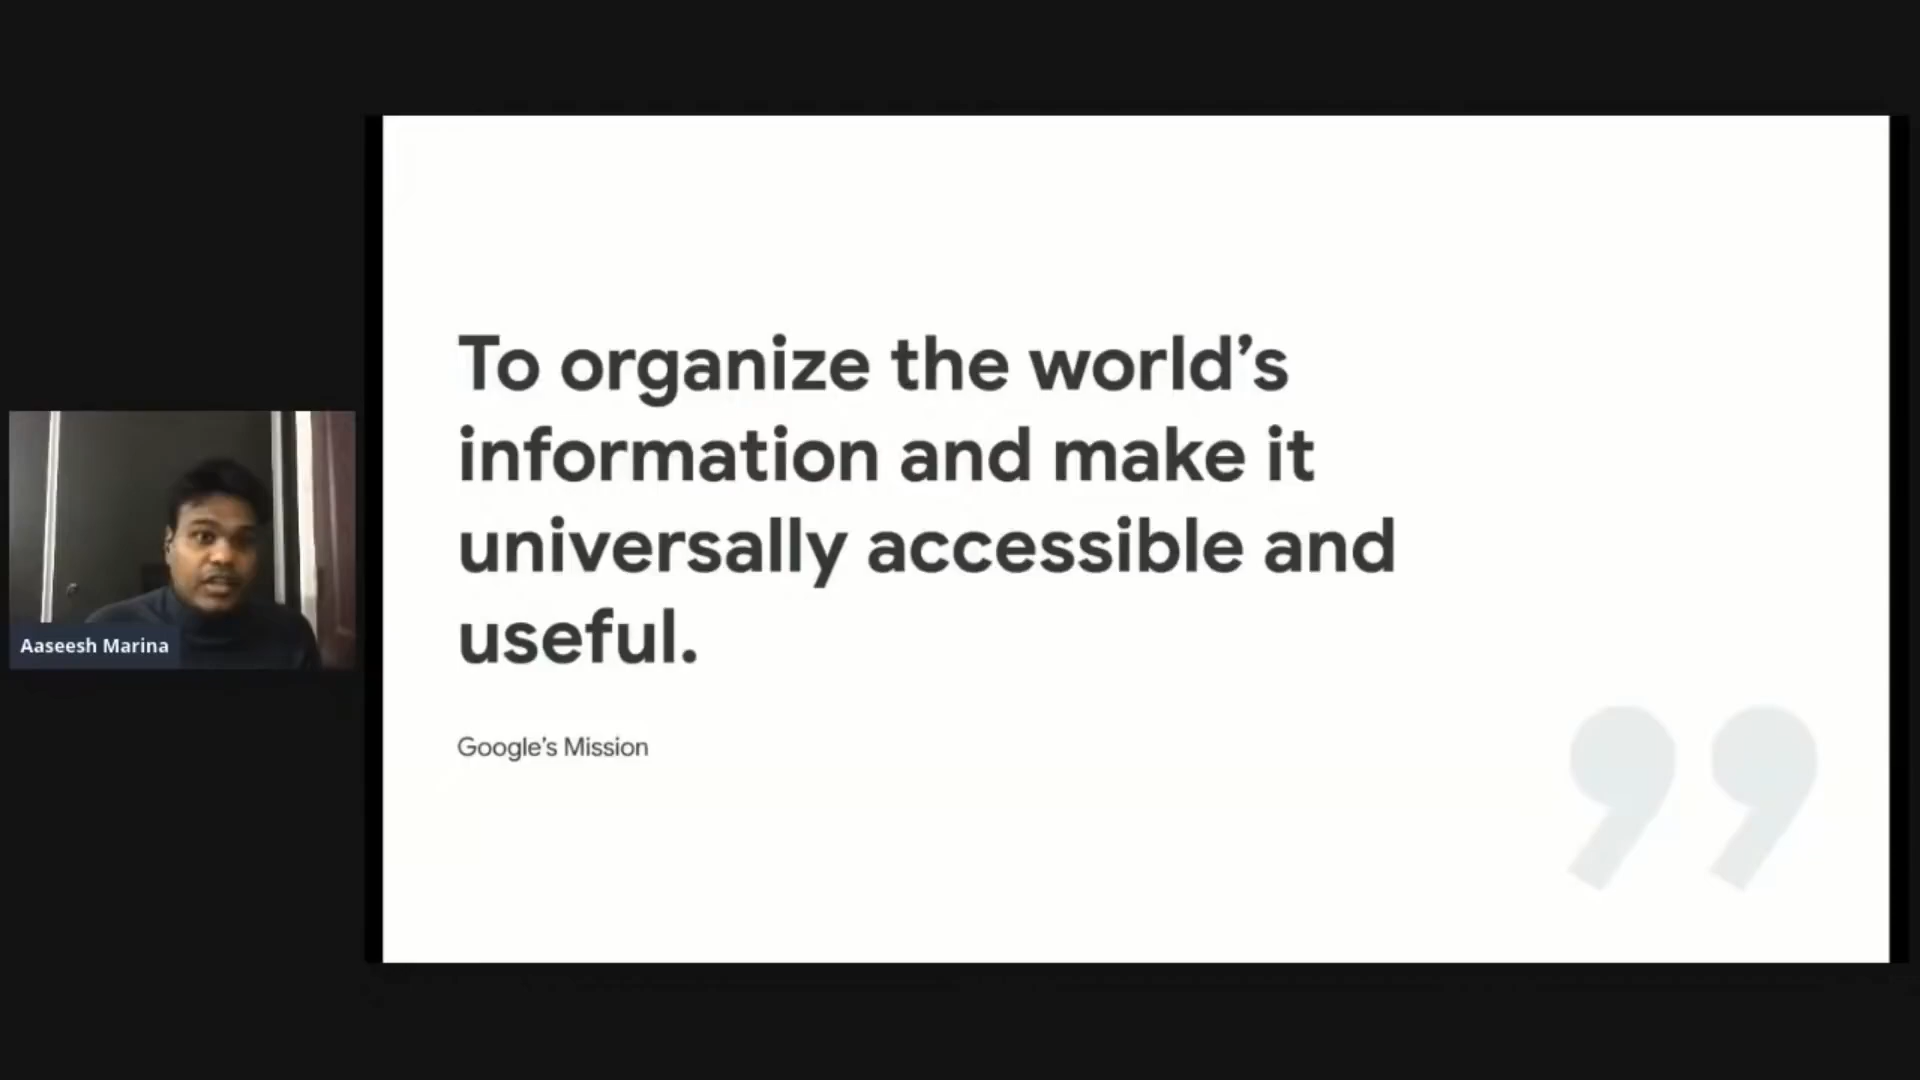 To organize the world’s
information and make it
universally accessible and
useful.
Google’s Mission
Aaseesh Marina